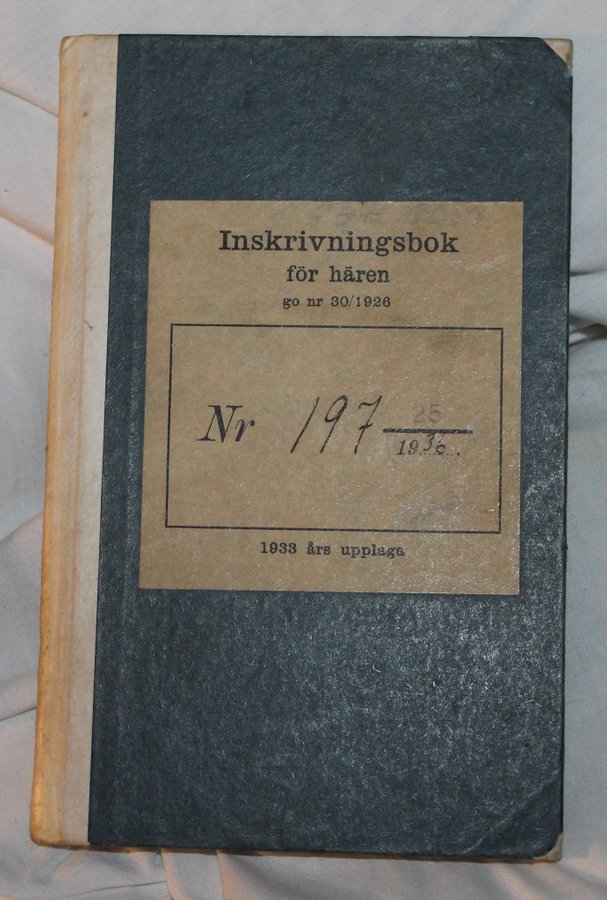 Inskrivningsbok
för hären
go nr 30/1926
Nr 197 25
1936
1933 års upplaga